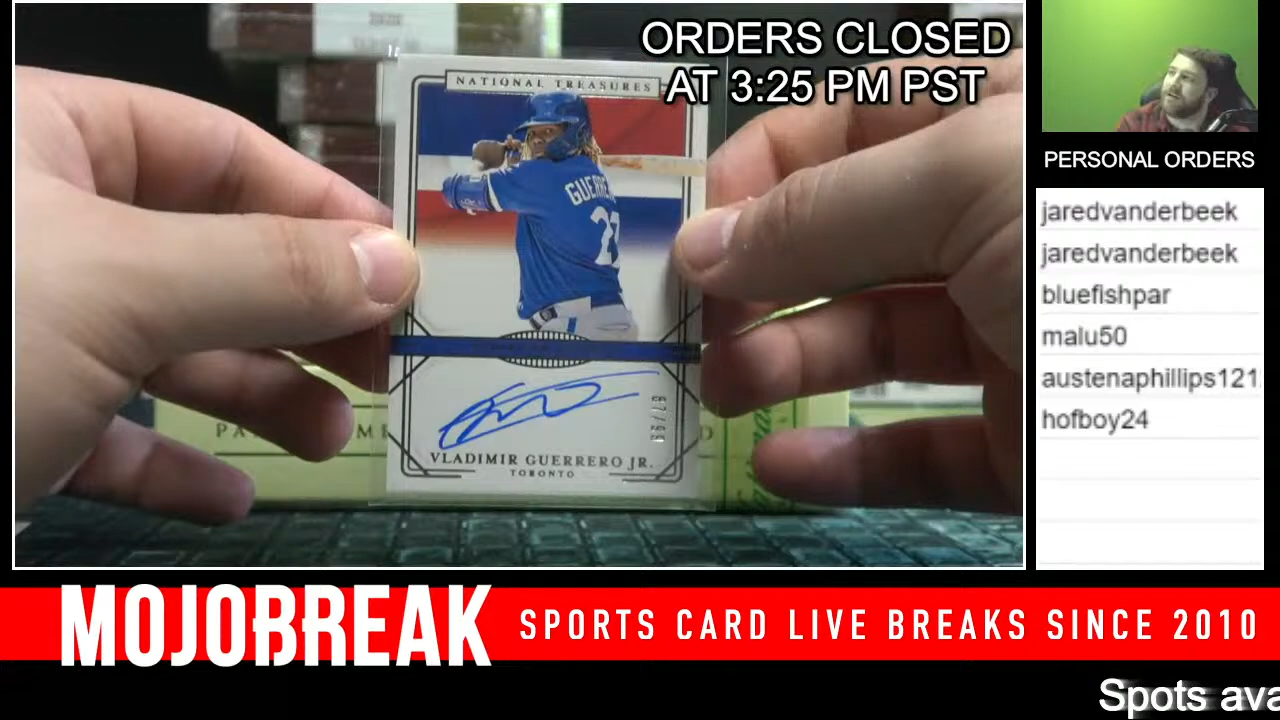 ORDERS CLOSED
AT 3:25 PM PST
NATIONAL TREASURES
VLADIMIR GUERRERO JR.
TORONTO
PERSONAL ORDERS
jaredvanderbeek
jaredvanderbeek
bluefishpar
malu50
austenaphillips121
hofboy24
MOJOBREAK
SPORTS CARD LIVE BREAKS SINCE 2010
Spots ava